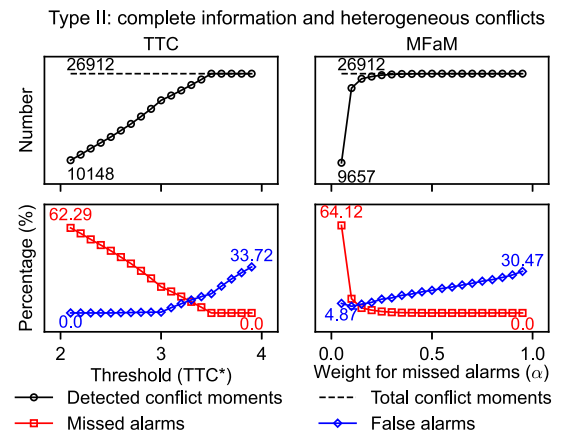 Type II: complete information and heterogeneous conflicts
TTC
MFaM
Number
26912
10148
26912
9657
Percentage (%)
62.29
33.72
0.0
0.0
64.12
30.47
4.87
0.0
2
3
4
0.0
0.5
1.0
Threshold (TTC*)
Weight for missed alarms (α)
Detected conflict moments
Total conflict moments
Missed alarms
False alarms